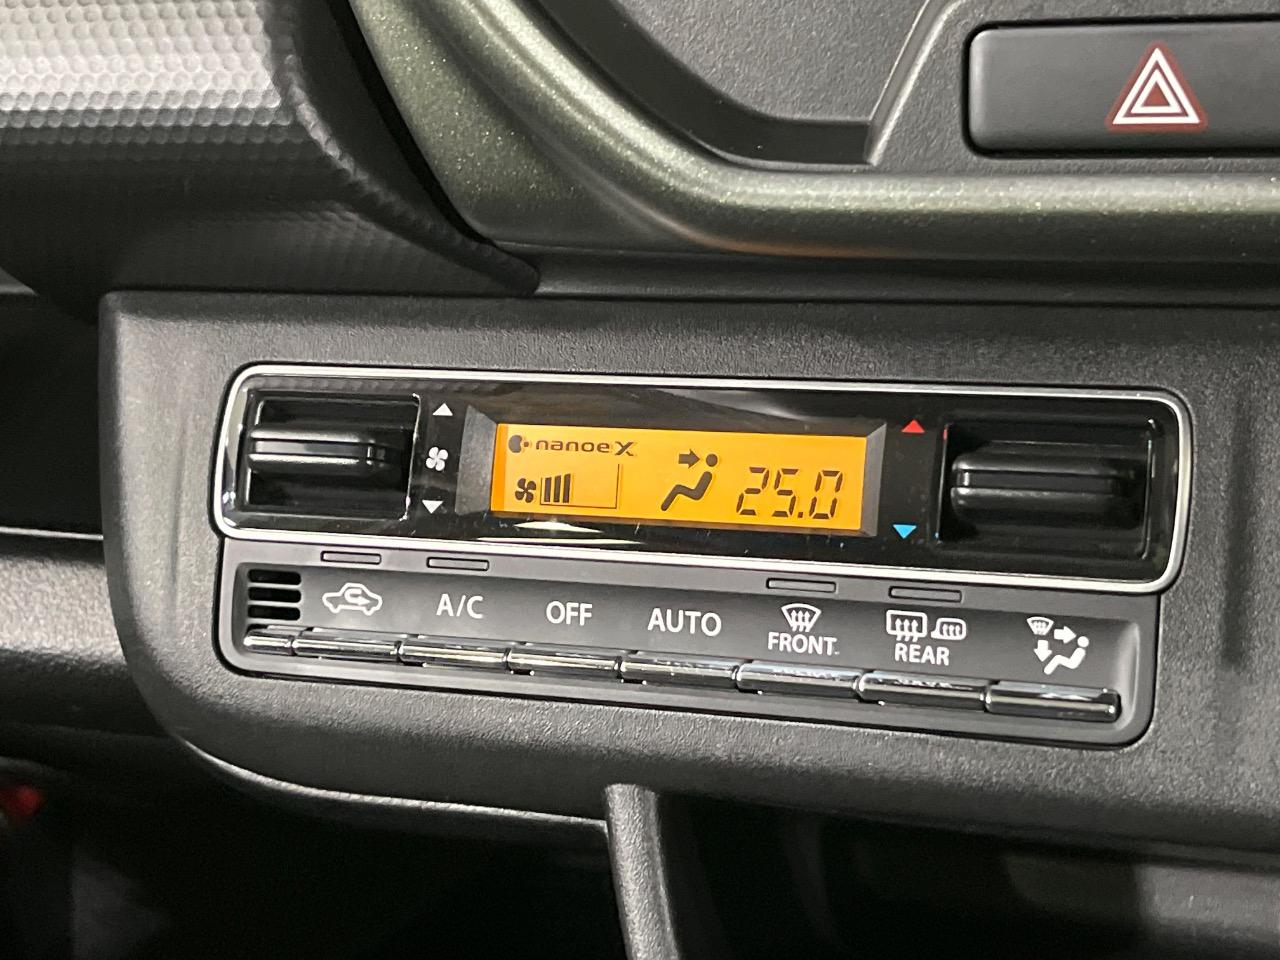 nanoe X
25.0
A/C
OFF
AUTO
FRONT
REAR